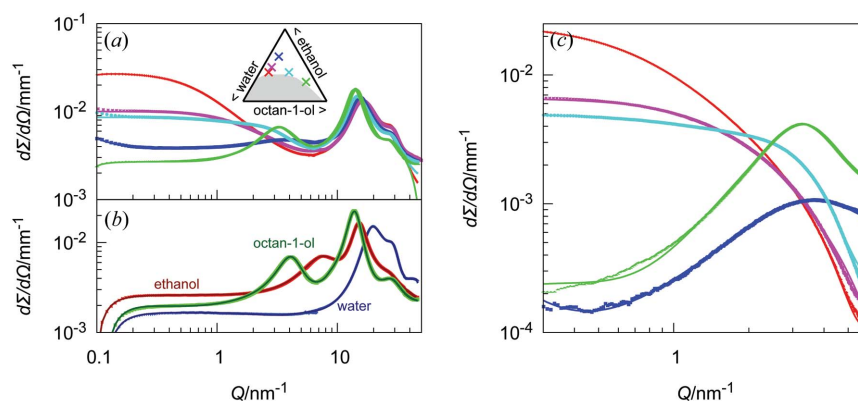 10⁻¹
(a)
< water
< ethanol
octan-1-ol >
10⁻²
dΣ/dΩ/mm⁻¹
10⁻³
(b)
octan-1-ol
10⁻²
ethanol
water
dΣ/dΩ/mm⁻¹
10⁻³
0.1
1
10
Q/nm⁻¹
(c)
10⁻²
dΣ/dΩ/mm⁻¹
10⁻³
10⁻⁴
1
Q/nm⁻¹